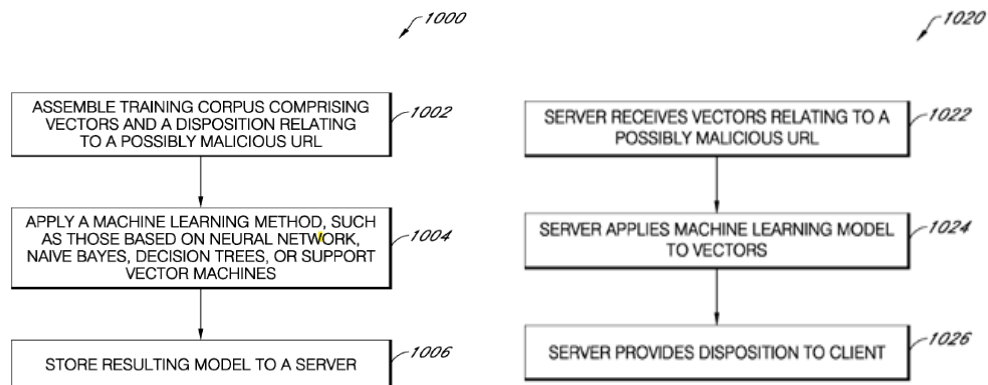 1000
ASSEMBLE TRAINING CORPUS COMPRISING
VECTORS AND A DISPOSITION RELATING
TO A POSSIBLY MALICIOUS URL
1002
APPLY A MACHINE LEARNING METHOD, SUCH
AS THOSE BASED ON NEURAL NETWORK,
NAIVE BAYES, DECISION TREES, OR SUPPORT
VECTOR MACHINES
1004
STORE RESULTING MODEL TO A SERVER
1006
1020
SERVER RECEIVES VECTORS RELATING TO A
POSSIBLY MALICIOUS URL
1022
SERVER APPLIES MACHINE LEARNING MODEL
TO VECTORS
1024
SERVER PROVIDES DISPOSITION TO CLIENT
1026